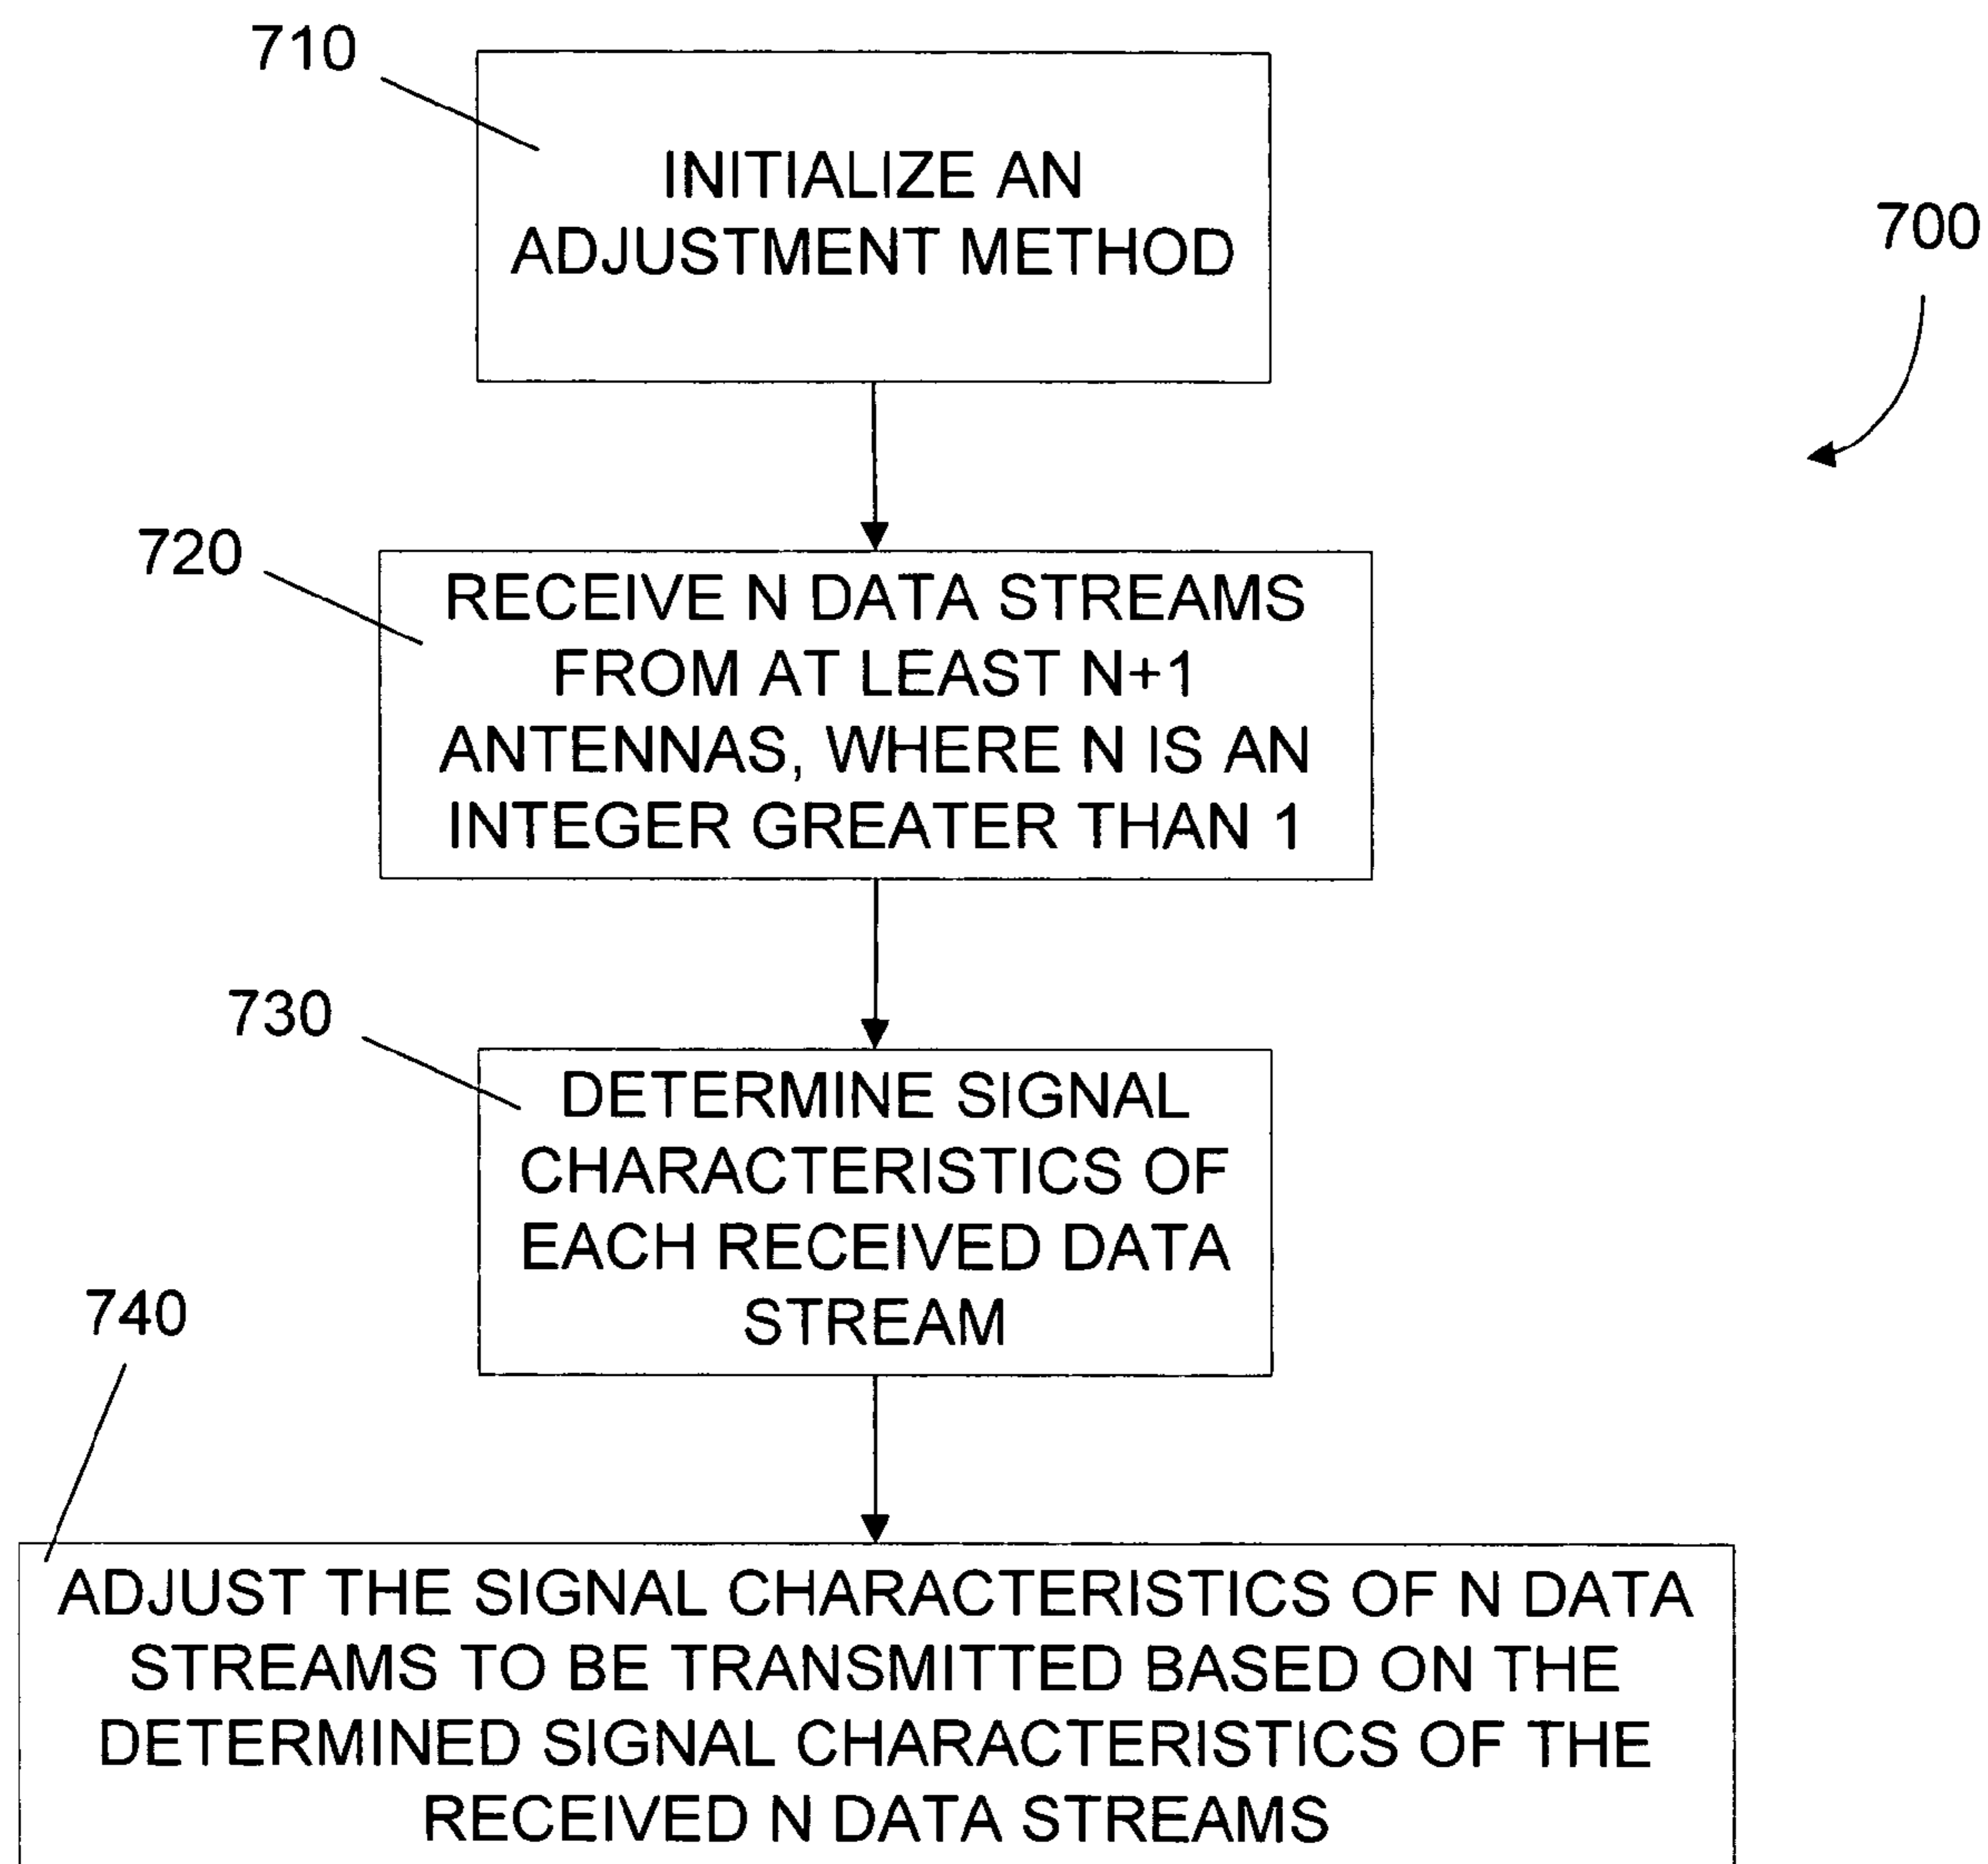 710
INITIALIZE AN
ADJUSTMENT METHOD
700
720
RECEIVE N DATA STREAMS
FROM AT LEAST N+1
ANTENNAS, WHERE N IS AN
INTEGER GREATER THAN 1
730
DETERMINE SIGNAL
CHARACTERISTICS OF
EACH RECEIVED DATA
STREAM
740
ADJUST THE SIGNAL CHARACTERISTICS OF N DATA
STREAMS TO BE TRANSMITTED BASED ON THE
DETERMINED SIGNAL CHARACTERISTICS OF THE
RECEIVED N DATA STREAMS